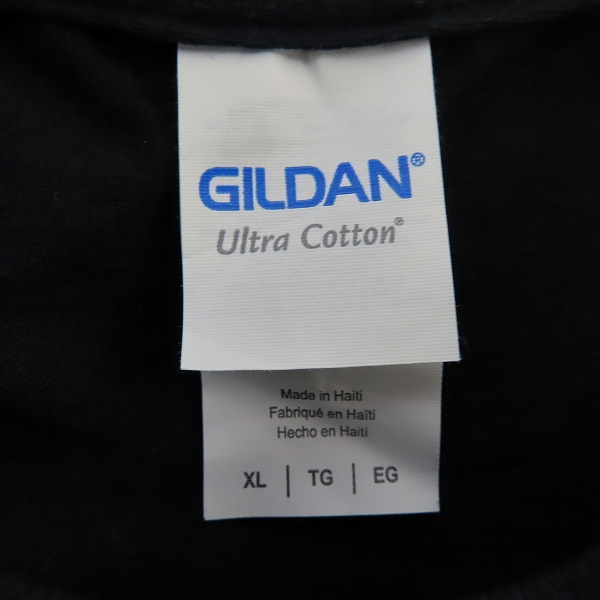 GILDAN®
Ultra Cotton®
Made in Haiti
Fabriqué en Haïti
Hecho en Haití
XL | TG | EG